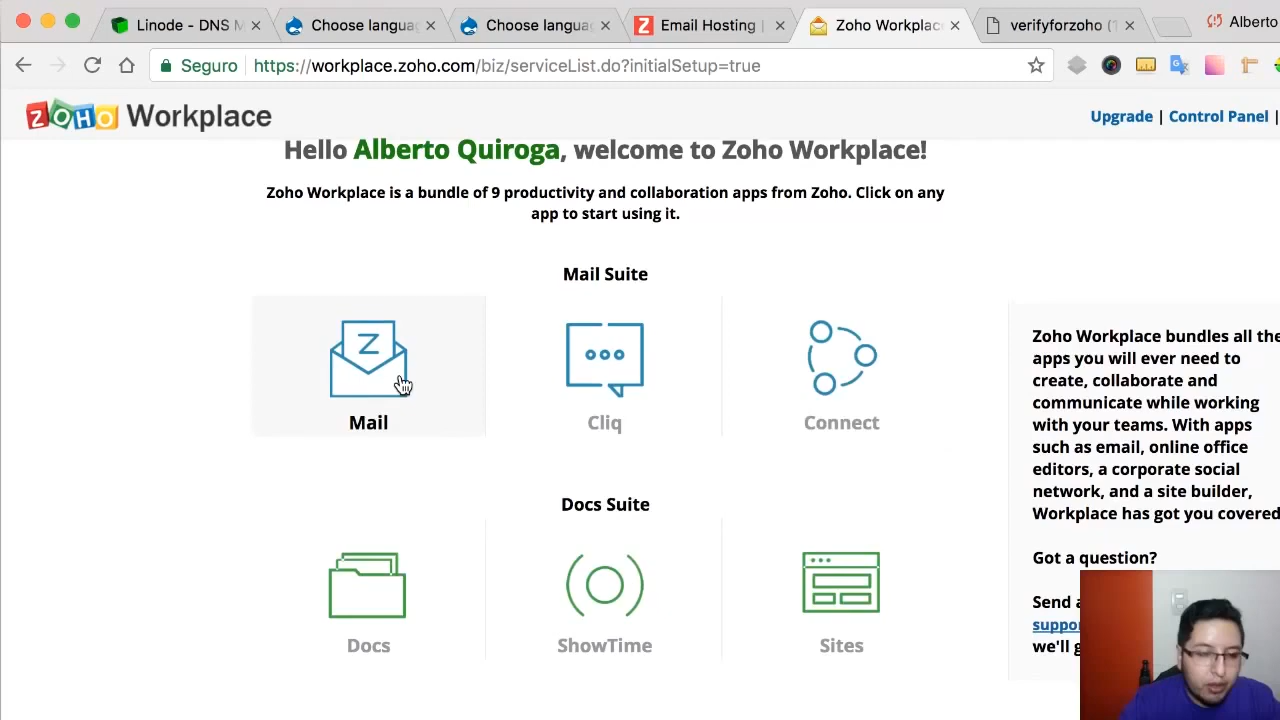 Linode - DNS M
Choose langua
Choose langua
Email Hosting |
Zoho Workplac
verifyforzoho (1
Alberto
Seguro
https://workplace.zoho.com/biz/serviceList.do?initialSetup=true
ZOHO Workplace
Upgrade | Control Panel |
Hello Alberto Quiroga, welcome to Zoho Workplace!
Zoho Workplace is a bundle of 9 productivity and collaboration apps from Zoho. Click on any
app to start using it.
Mail Suite
Mail
Cliq
Connect
Docs Suite
Docs
ShowTime
Sites
Zoho Workplace bundles all the
apps you will ever need to
create, collaborate and
communicate while working
with your teams. With apps
such as email, online office
editors, a corporate social
network, and a site builder,
Workplace has got you covered
Got a question?
Send a
suppo
we'll g